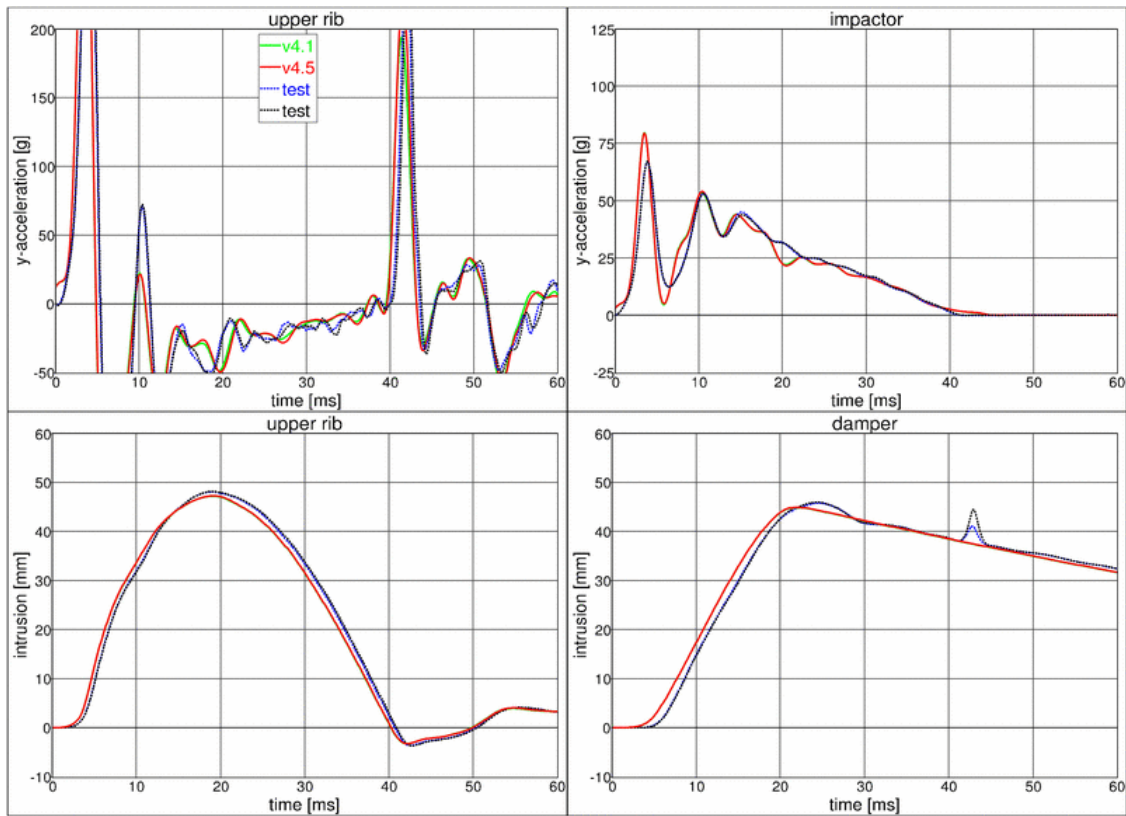 upper rib
200
150
100
50
0
-50
y-acceleration [g]
v4.1
v4.5
test
test
0 10 20 30 40 50 60
time [ms]
impactor
125
100
75
50
25
0
-25
y-acceleration [g]
0 10 20 30 40 50 60
time [ms]
upper rib
60
50
40
30
20
10
0
-10
intrusion [mm]
0 10 20 30 40 50 60
time [ms]
damper
60
50
40
30
20
10
0
-10
intrusion [mm]
0 10 20 30 40 50 60
time [ms]